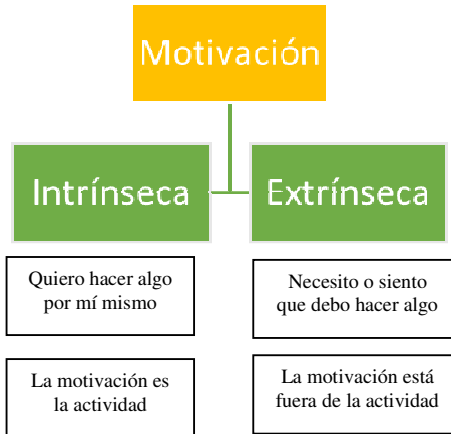 Motivación
Intrínseca
Extrínseca
Quiero hacer algo
por mí mismo
Necesito o siento
que debo hacer algo
La motivación es
la actividad
La motivación está
fuera de la actividad